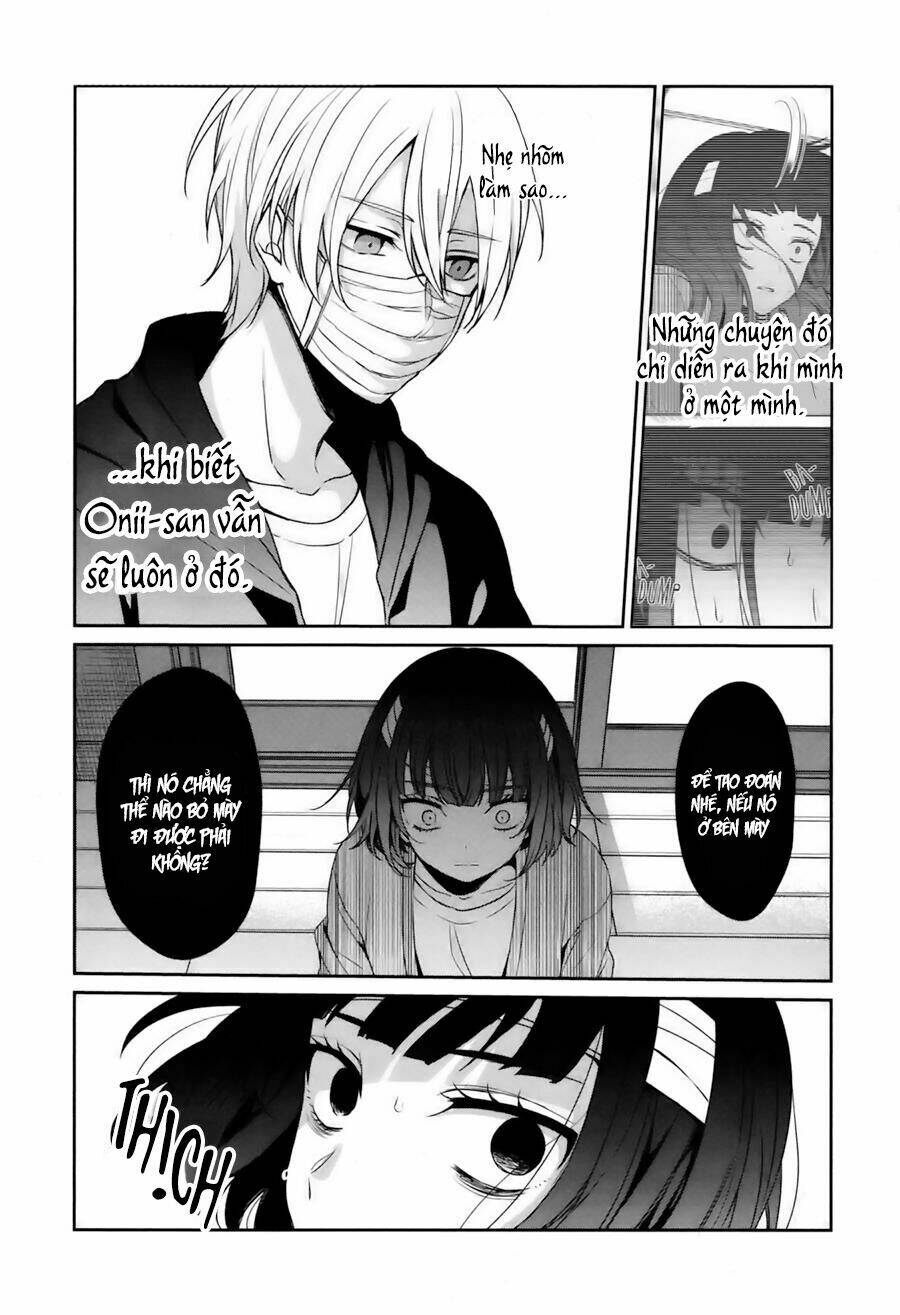 Những chuyện đó
chỉ diễn ra khi mình
ở một mình.
BA-
DUMP
BA-
DUMP
Nhẹ nhõm
làm sao...
...khi biết
Onii-san vẫn
sẽ luôn ở đó.
ĐỂ TAO ĐOÁN
NHÉ, NẾU NÓ
Ở BÊN MÀY
THÌ NÓ CHẲNG
THỂ NÀO BỎ MÀY
ĐI ĐƯỢC PHẢI
KHÔNG?
THỊCH